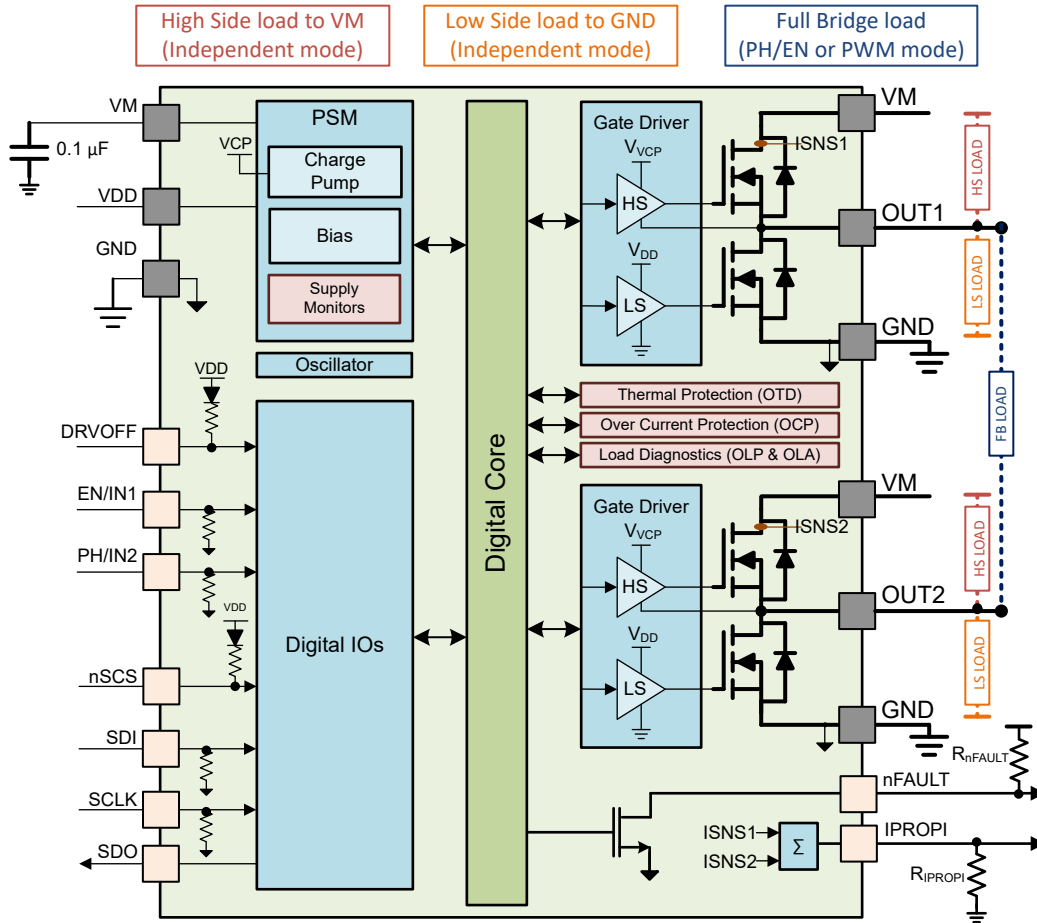 High Side load to VM
(Independent mode)
Low Side load to GND
(Independent mode)
Full Bridge load
(PH/EN or PWM mode)
VM
0.1 µF
VDD
GND
PSM
VCP
Charge
Pump
Bias
Supply
Monitors
Oscillator
VDD
DRVOFF
EN/IN1
PH/IN2
VDD
nSCS
SDI
SCLK
SDO
Digital IOs
Digital Core
Gate Driver
VVCP
HS
VDD
LS
ISNS1
VM
OUT1
GND
HS LOAD
LS LOAD
FB LOAD
Thermal Protection (OTD)
Over Current Protection (OCP)
Load Diagnostics (OLP & OLA)
Gate Driver
VVCP
HS
VDD
LS
ISNS2
VM
OUT2
GND
HS LOAD
LS LOAD
RnFAULT
nFAULT
ISNS1
ISNS2
Σ
IPROPI
RIPROPI